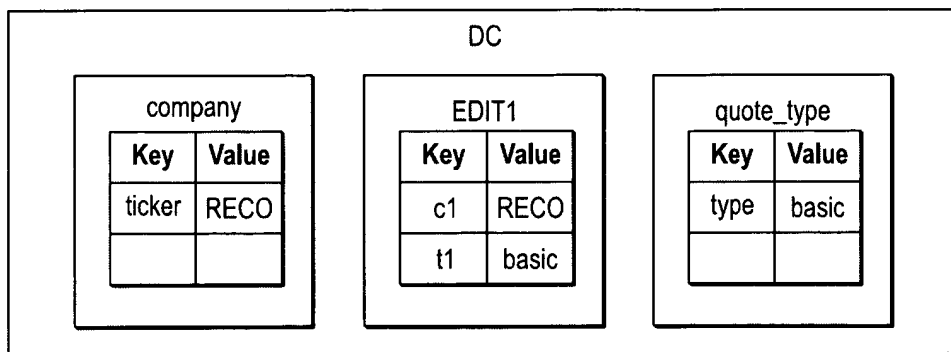 DC
company
Key Value
ticker RECO
EDIT1
Key Value
c1 RECO
t1 basic
quote_type
Key Value
type basic